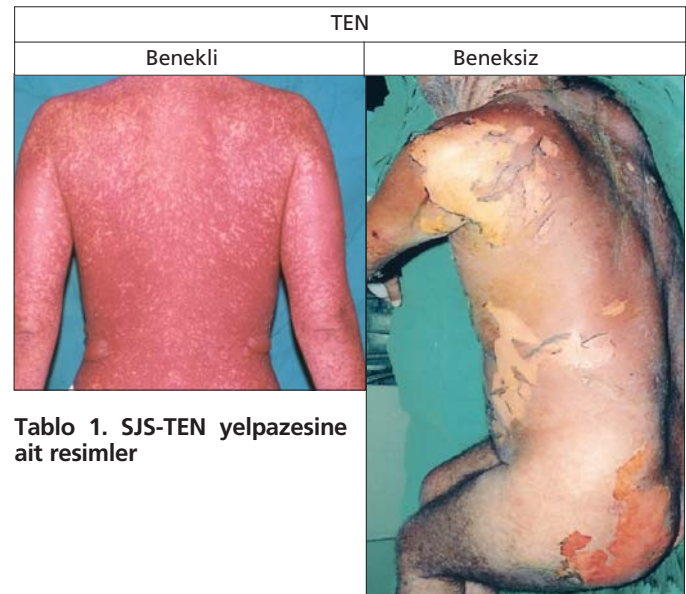 TEN
Benekli Beneksiz
Tablo 1. SJS-TEN yelpazesine
ait resimler